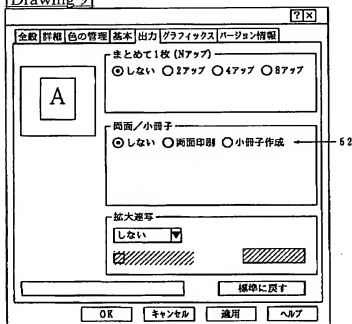 [Drawing 9]
? ×
全般 詳細 色の管理 基本 出力 グラフィックス バージョン情報
まとめて1枚 (Nアップ)
しない 2アップ 4アップ 8アップ
A
両面/小冊子
しない 両面印刷 小冊子作成 62
拡大連写
しない
標準に戻す
OK キャンセル 適用 ヘルプ